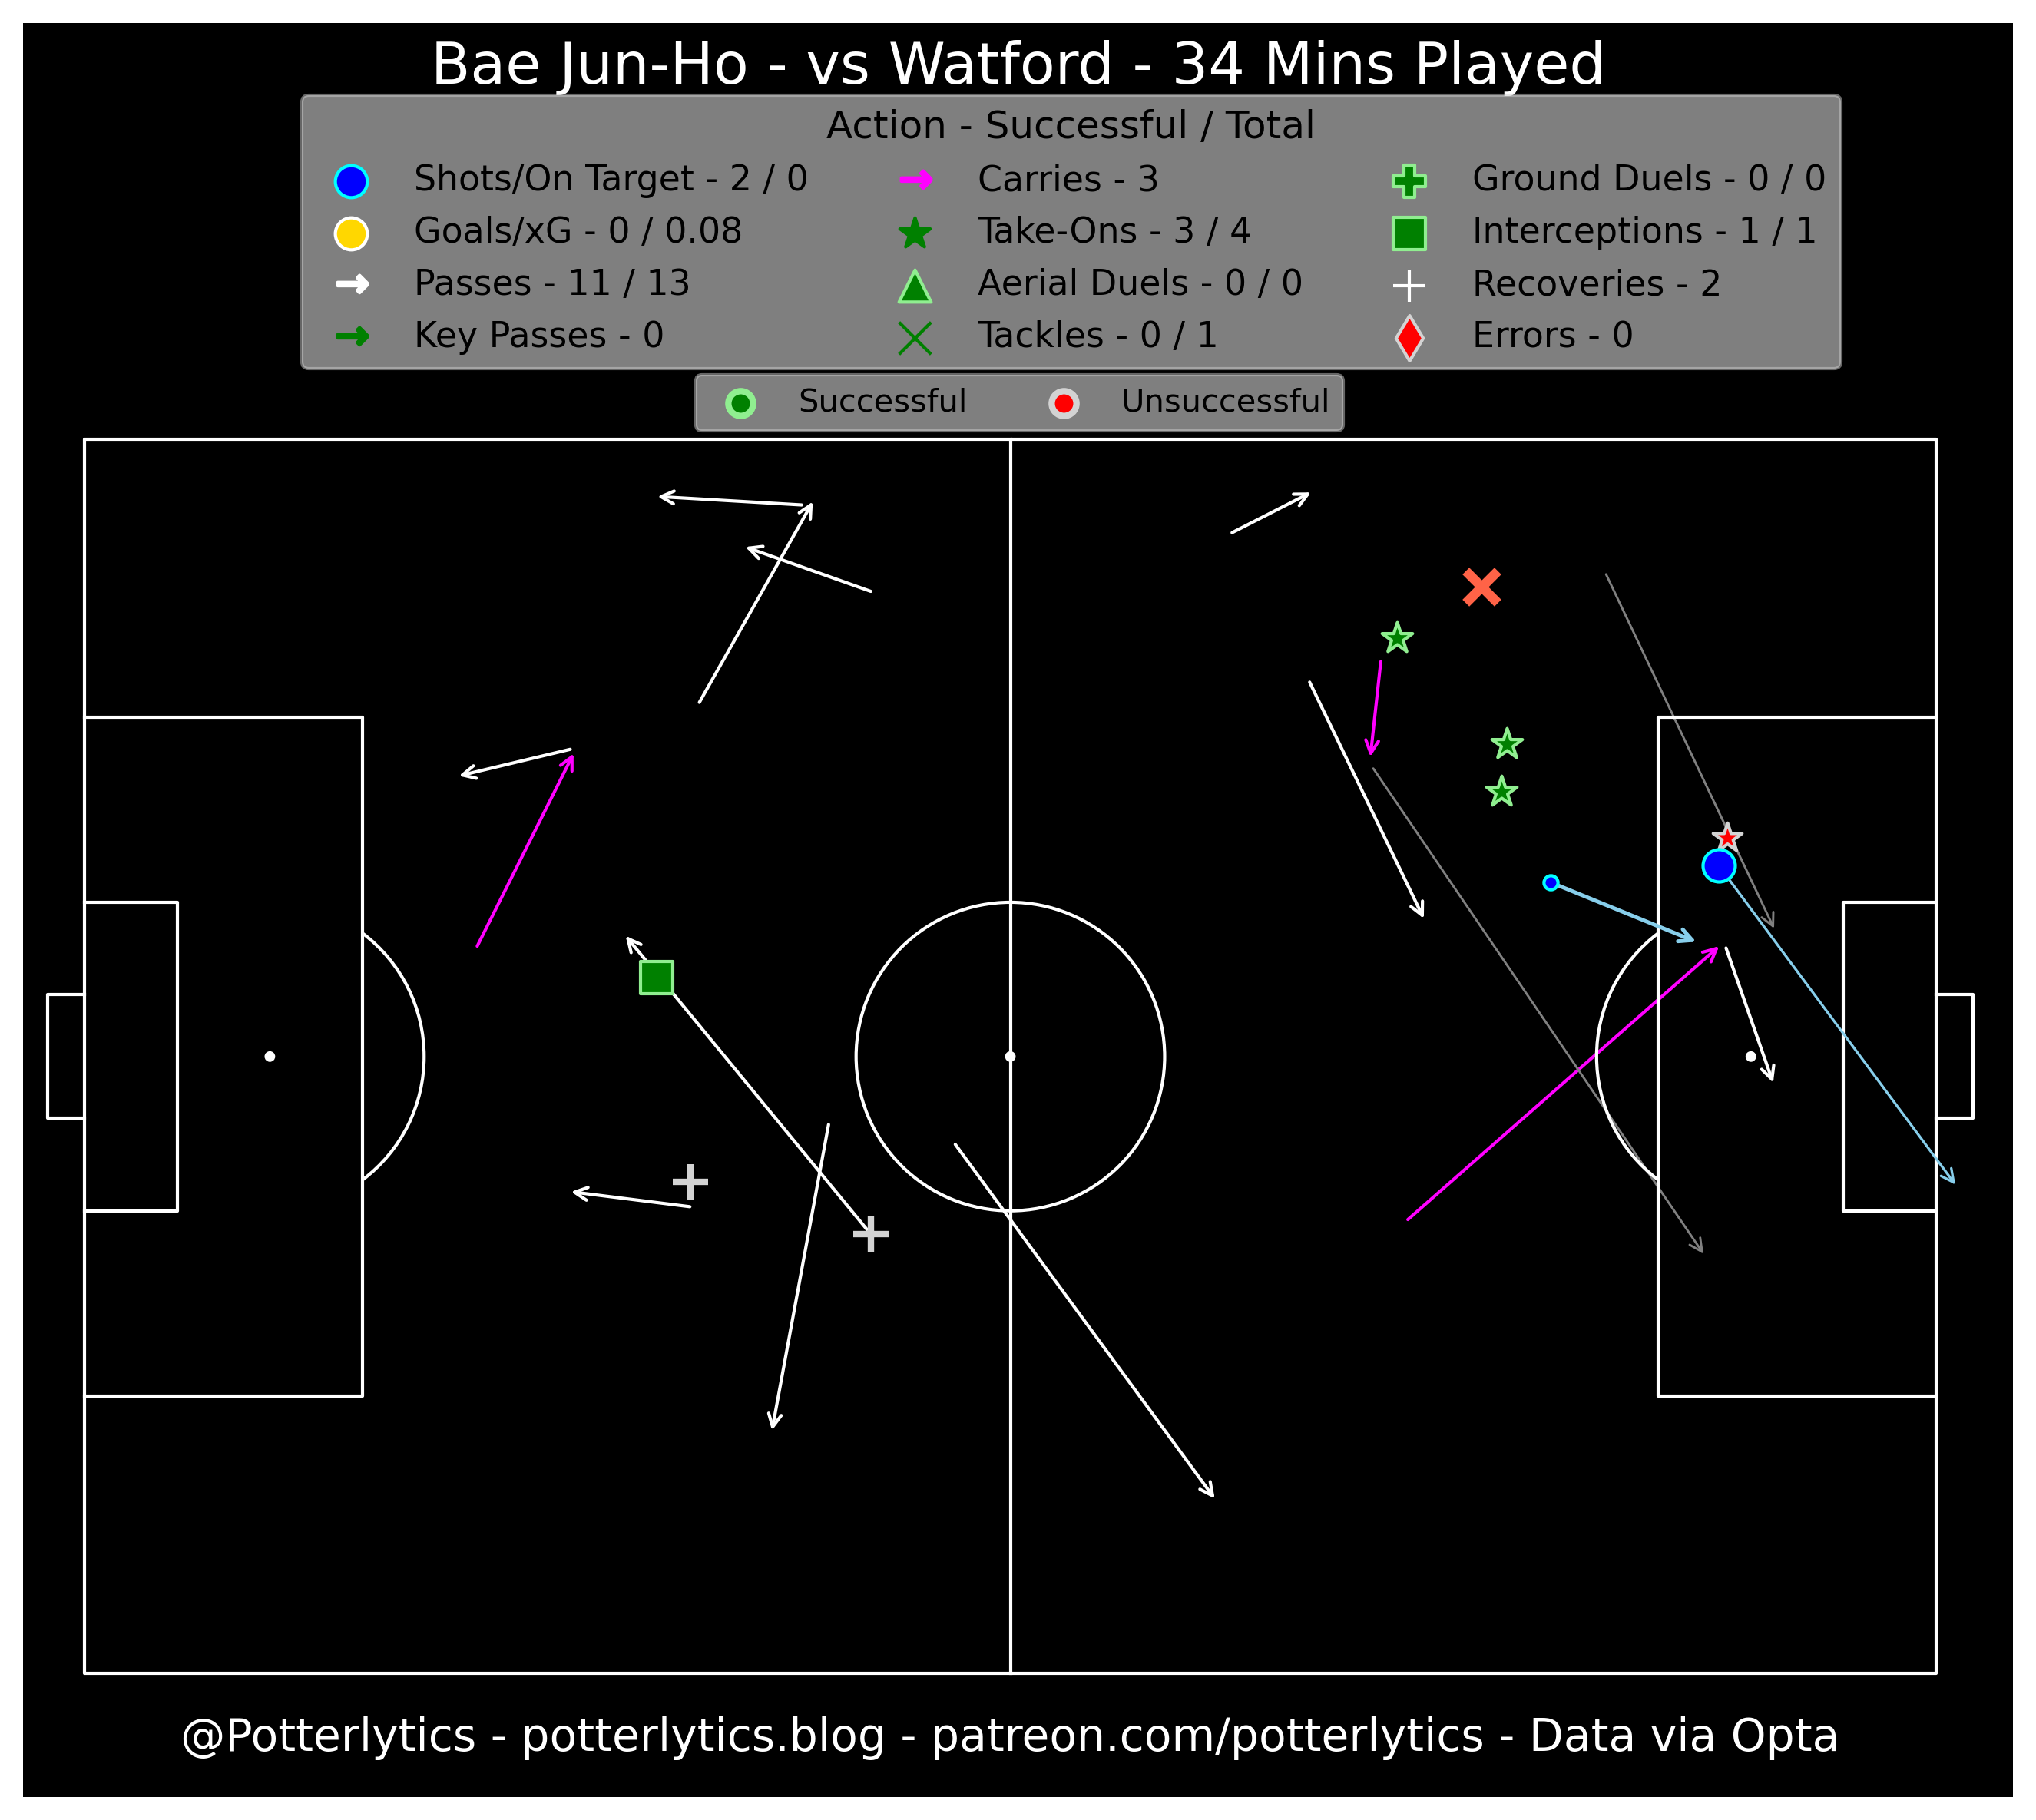 Bae Jun-Ho - vs Watford - 34 Mins Played
Action - Successful / Total
Shots/On Target - 2 / 0
Goals/xG - 0 / 0.08
Passes - 11 / 13
Key Passes - 0
Carries - 3
Take-Ons - 3 / 4
Aerial Duels - 0 / 0
Tackles - 0 / 1
Ground Duels - 0 / 0
Interceptions - 1 / 1
Recoveries - 2
Errors - 0
Successful
Unsuccessful
@Potterlytics - potterlytics.blog - patreon.com/potterlytics - Data via Opta